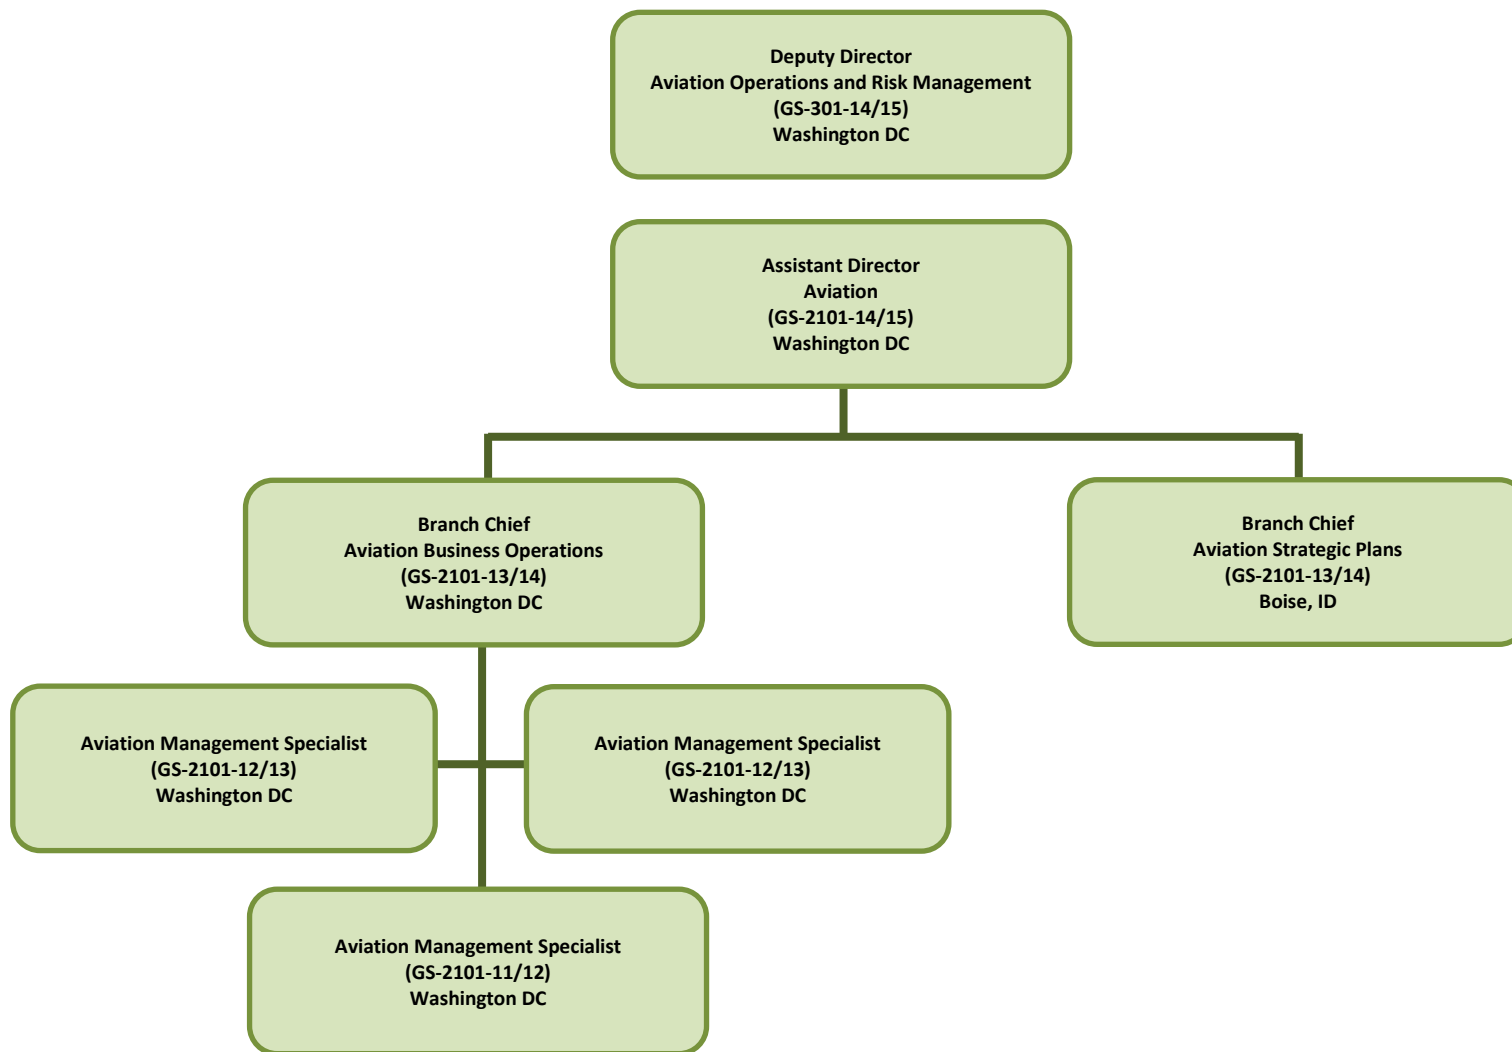 Deputy Director
Aviation Operations and Risk Management
(GS-301-14/15)
Washington DC
Assistant Director
Aviation
(GS-2101-14/15)
Washington DC
Branch Chief
Aviation Business Operations
(GS-2101-13/14)
Washington DC
Branch Chief
Aviation Strategic Plans
(GS-2101-13/14)
Boise, ID
Aviation Management Specialist
(GS-2101-12/13)
Washington DC
Aviation Management Specialist
(GS-2101-12/13)
Washington DC
Aviation Management Specialist
(GS-2101-11/12)
Washington DC